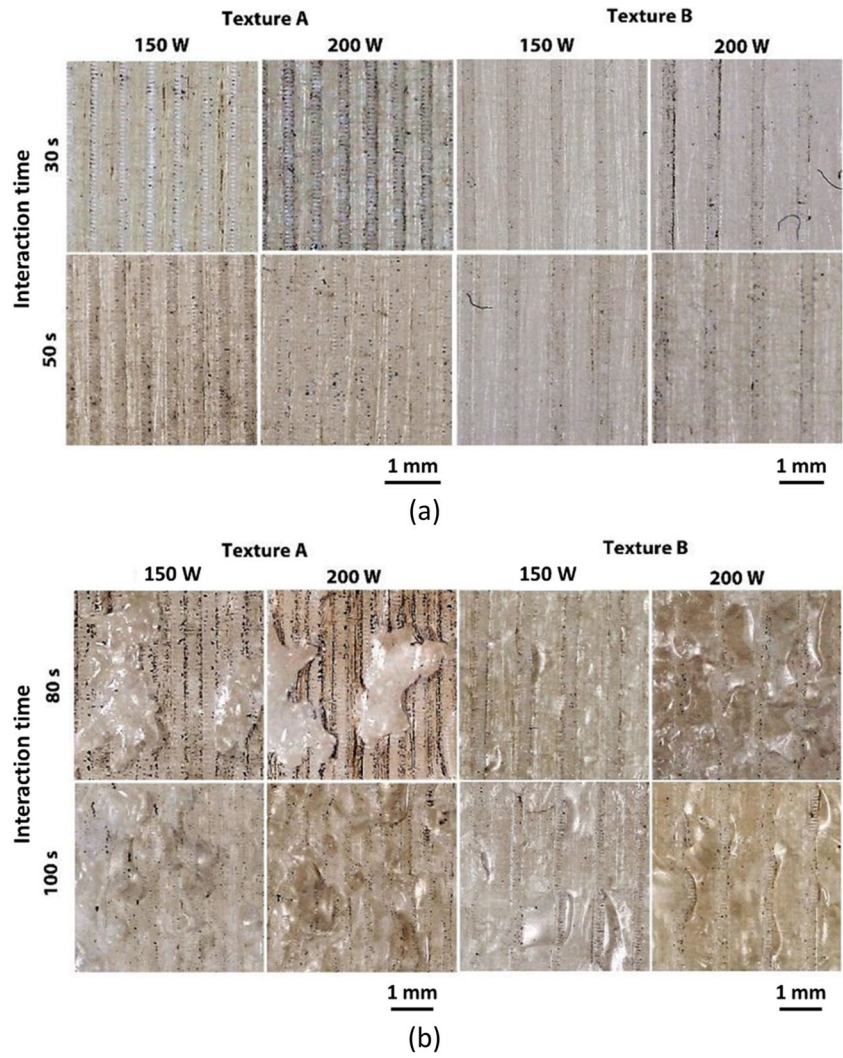 Texture A Texture B
150 W 200 W 150 W 200 W
Interaction time
30 s
50 s
1 mm 1 mm
(a)
Texture A Texture B
150 W 200 W 150 W 200 W
Interaction time
80 s
100 s
1 mm 1 mm
(b)